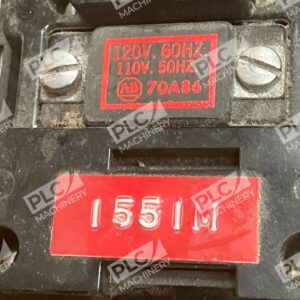 120V. 60HZ
110V. 50HZ
AB 70A86
1551M
PLC
MACHINERY